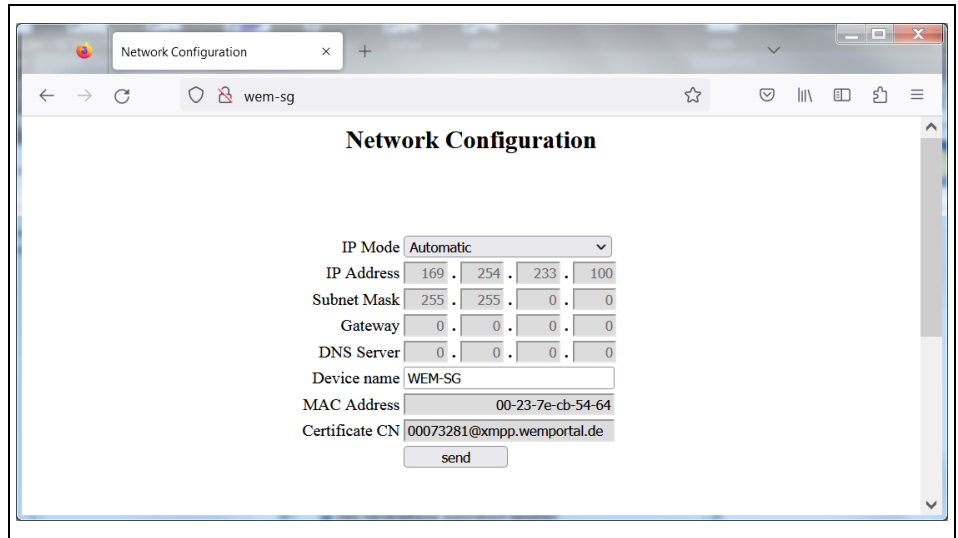 Network Configuration
wem-sg
Network Configuration
IP Mode Automatic
IP Address 169 . 254 . 233 . 100
Subnet Mask 255 . 255 . 0 . 0
Gateway 0 . 0 . 0 . 0
DNS Server 0 . 0 . 0 . 0
Device name WEM-SG
MAC Address 00-23-7e-cb-54-64
Certificate CN 00073281@xmpp.wemportal.de
send